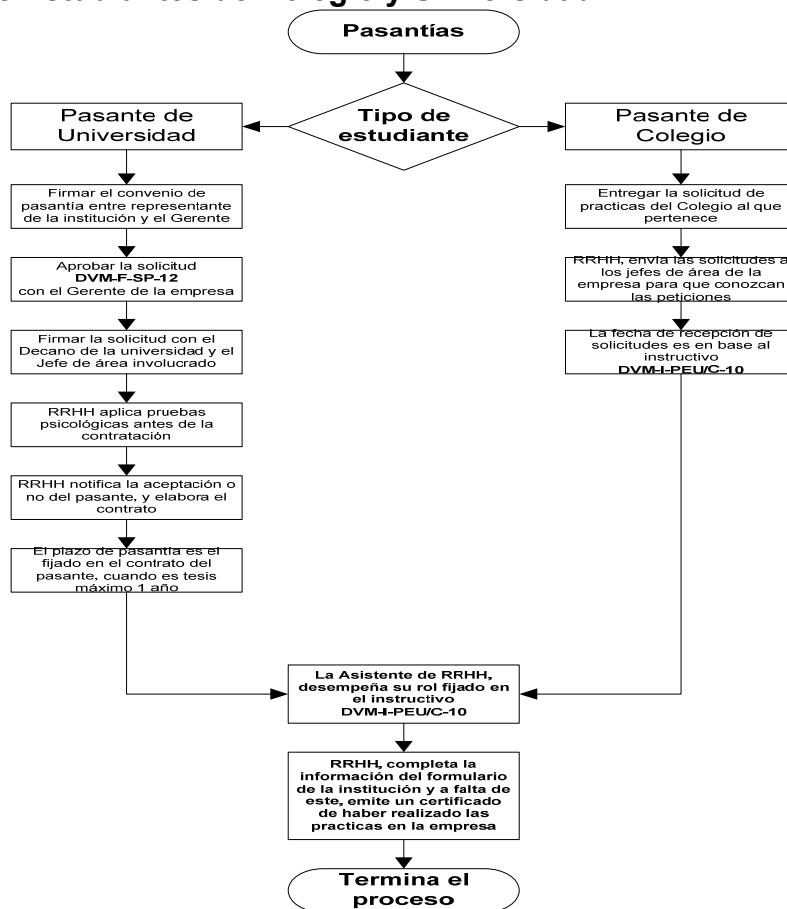 Pasantías
Tipo de
estudiante
Pasante de
Universidad
Firmar el convenio de
pasantía entre representante
de la institución y el Gerente
Aprobar la solicitud
DVM-F-SP-12
con el Gerente de la empresa
Firmar la solicitud con el
Decano de la universidad y el
Jefe de área involucrado
RRHH aplica pruebas
psicológicas antes de la
contratación
RRHH notifica la aceptación o
no del pasante, y elabora el
contrato
El plazo de pasantía es el
fijado en el contrato del
pasante, cuando es tesis
máximo 1 año
Pasante de
Colegio
Entregar la solicitud de
practicas del Colegio al que
pertenece
RRHH, envía las solicitudes a
los jefes de área de la
empresa para que conozcan
las peticiones
La fecha de recepción de
solicitudes es en base al
instructivo
DVM-I-PEU/C-10
La Asistente de RRHH,
desempeña su rol fijado en
el instructivo
DVM-I-PEU/C-10
RRHH, completa la
información del formulario
de la institución y a falta de
este, emite un certificado
de haber realizado las
practicas en la empresa
Termina el
proceso